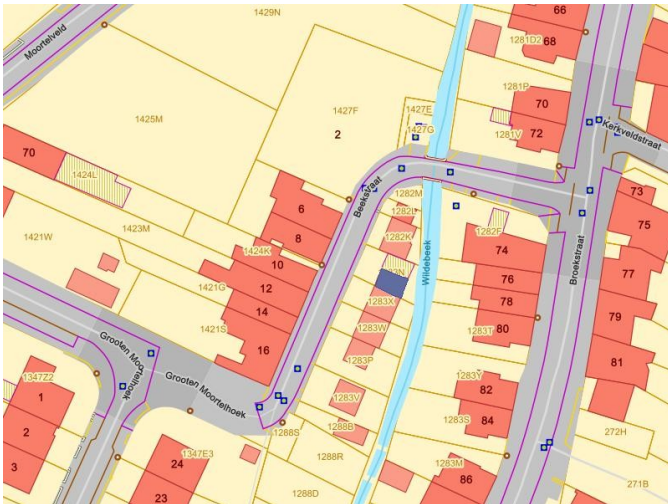 1429N
66
68
1281D2
Moortelveld
1281P
1427E
1427F
1427G
70
1425M
2
1281V
72
Kerkveldstraat
70
1424L
Beekstraat
1282M
73
6
1282L
1423M
8
1282K
1282F
75
1421W
74
1424K
10
Wildebeek
Broekstraat
77
76
1421G
12
1283X
78
14
79
1421S
1283W
1283T
80
16
1283P
81
Grooten Moortelhoek
Grooten Moortelhoek
1347Z2
1283Y
1
1283V
82
1283S
84
2
1288S
1288B
272H
1347E3
1288R
3
24
1283M
86
271B
23
1288D